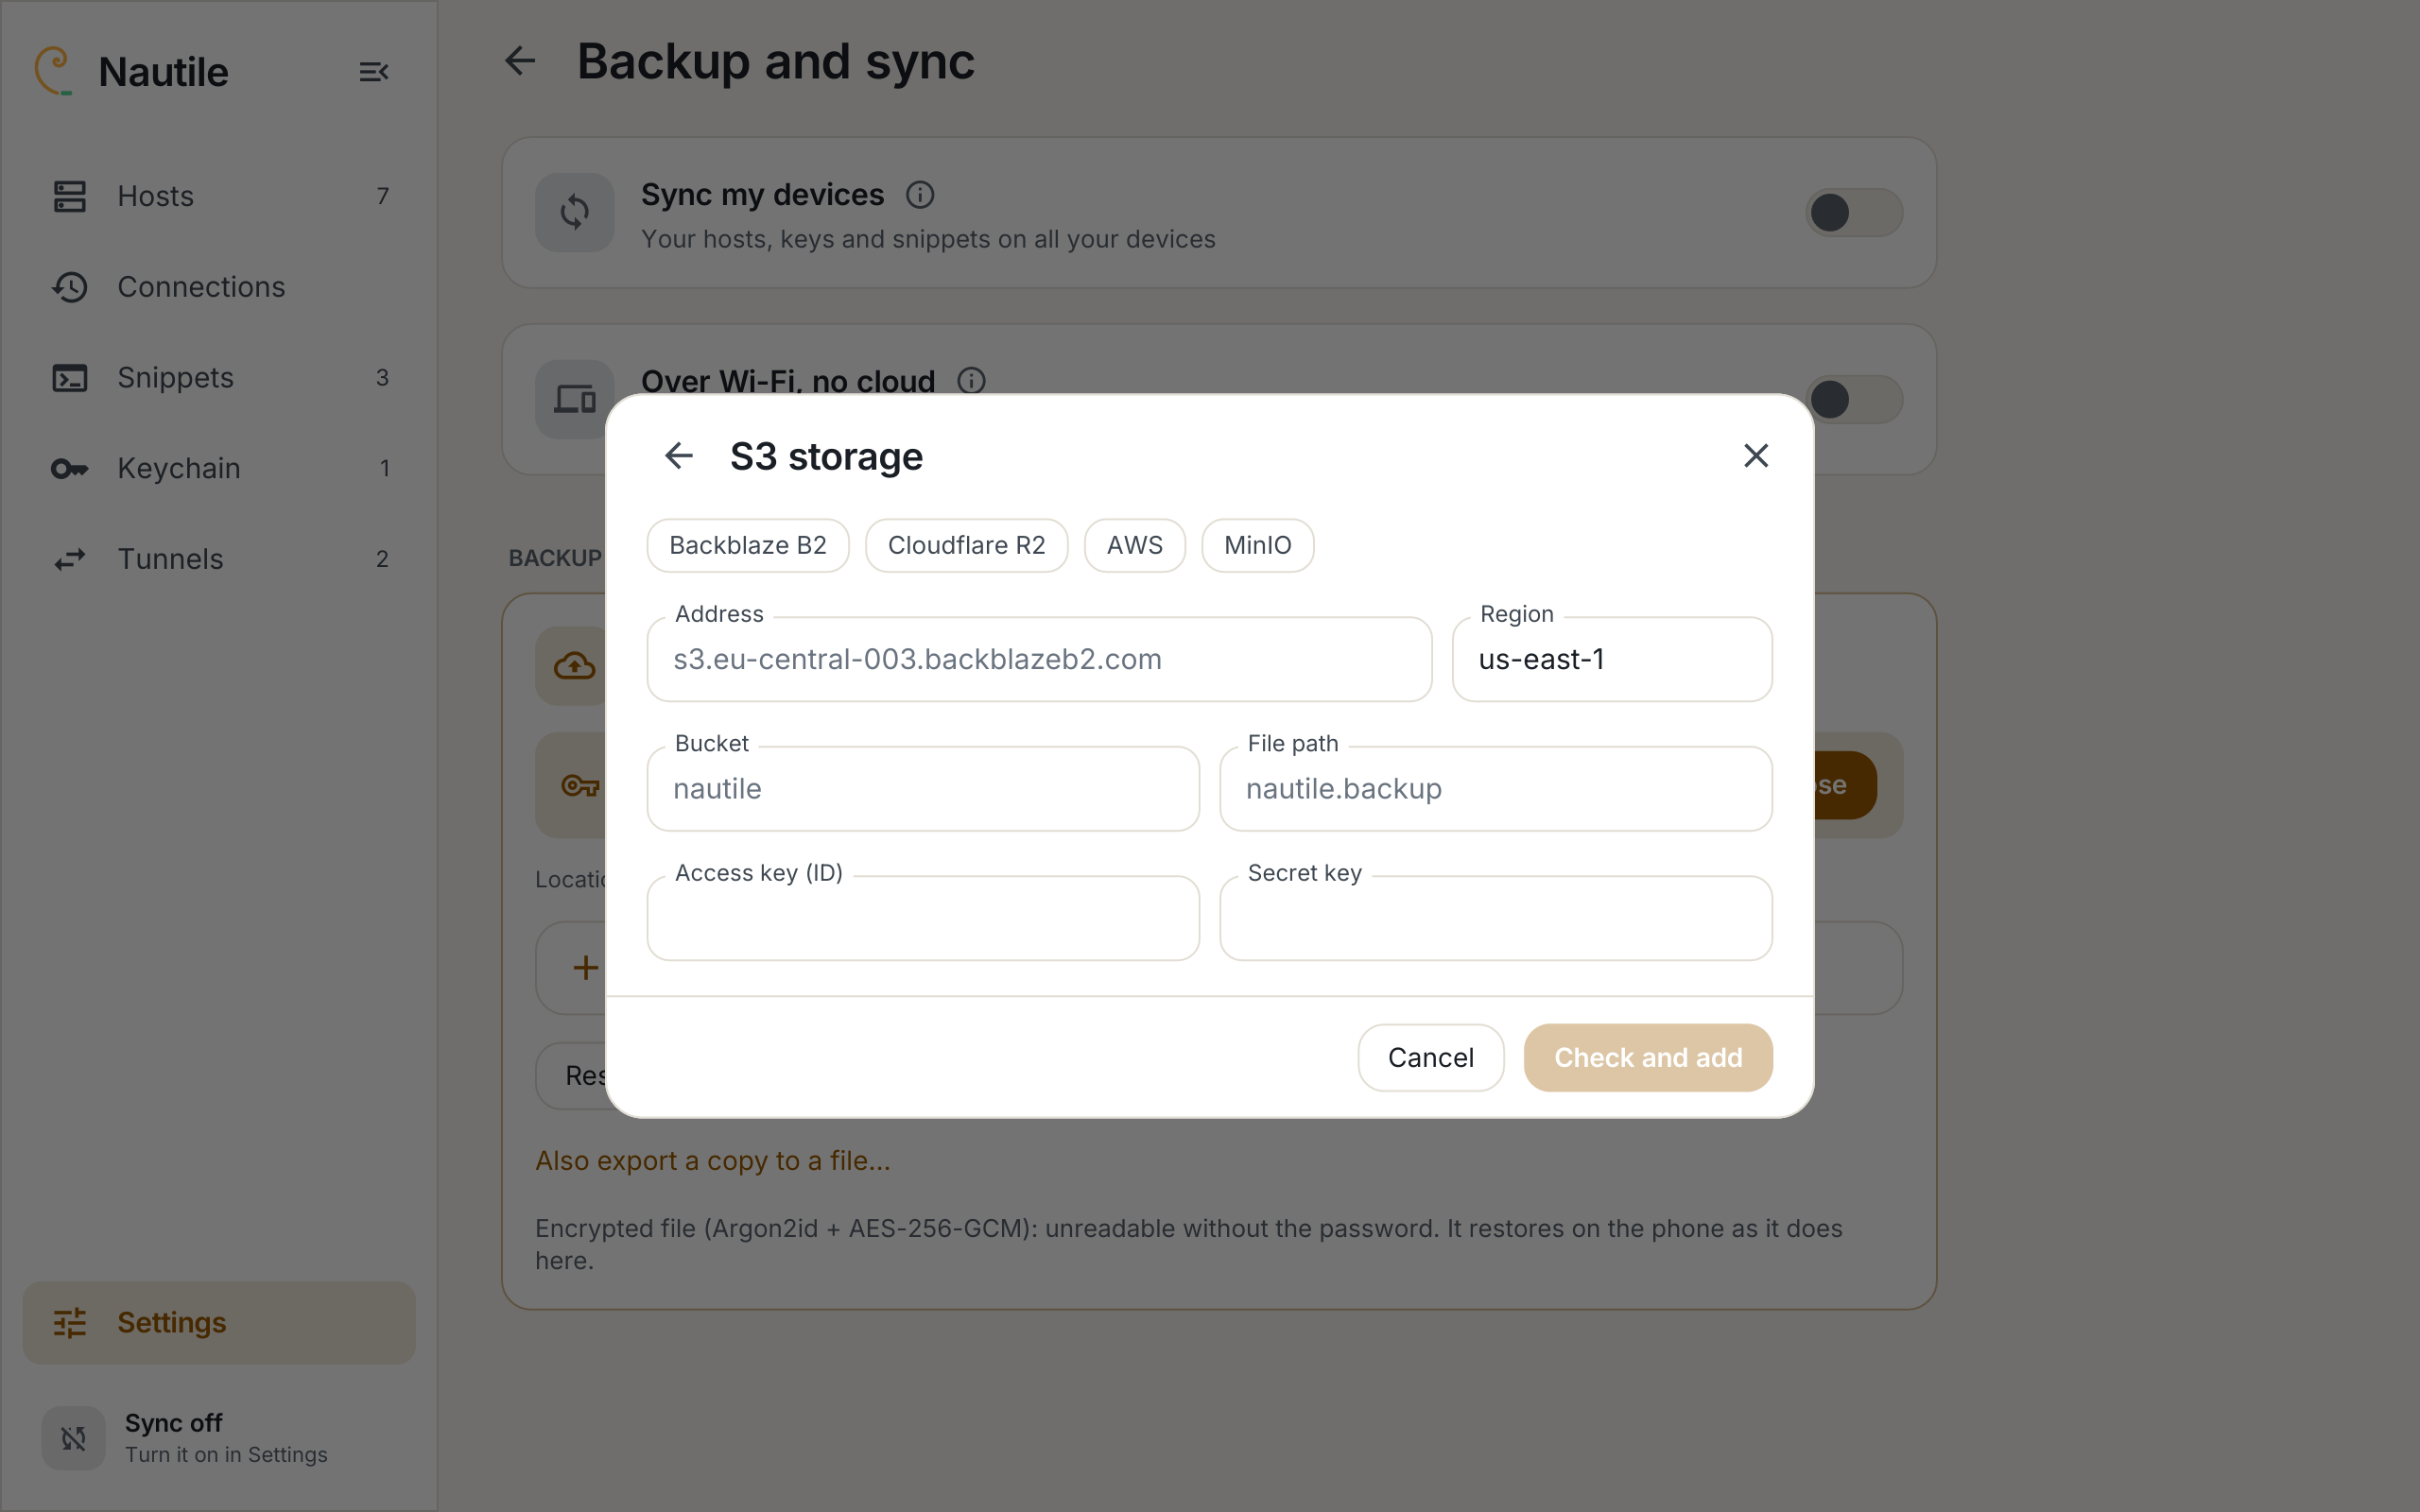 Nautile
Hosts 7
Connections
Snippets 3
Keychain 1
Tunnels 2
Settings
Sync off
Turn it on in Settings
Backup and sync
Sync my devices
Your hosts, keys and snippets on all your devices
Over Wi-Fi, no cloud
BACKUP
S3 storage
Backblaze B2
Cloudflare R2
AWS
MinIO
Address
s3.eu-central-003.backblazeb2.com
Region
us-east-1
Bucket
nautile
File path
nautile.backup
Access key (ID)
Secret key
Cancel
Check and add
Also export a copy to a file...
Encrypted file (Argon2id + AES-256-GCM): unreadable without the password. It restores on the phone as it does
here.